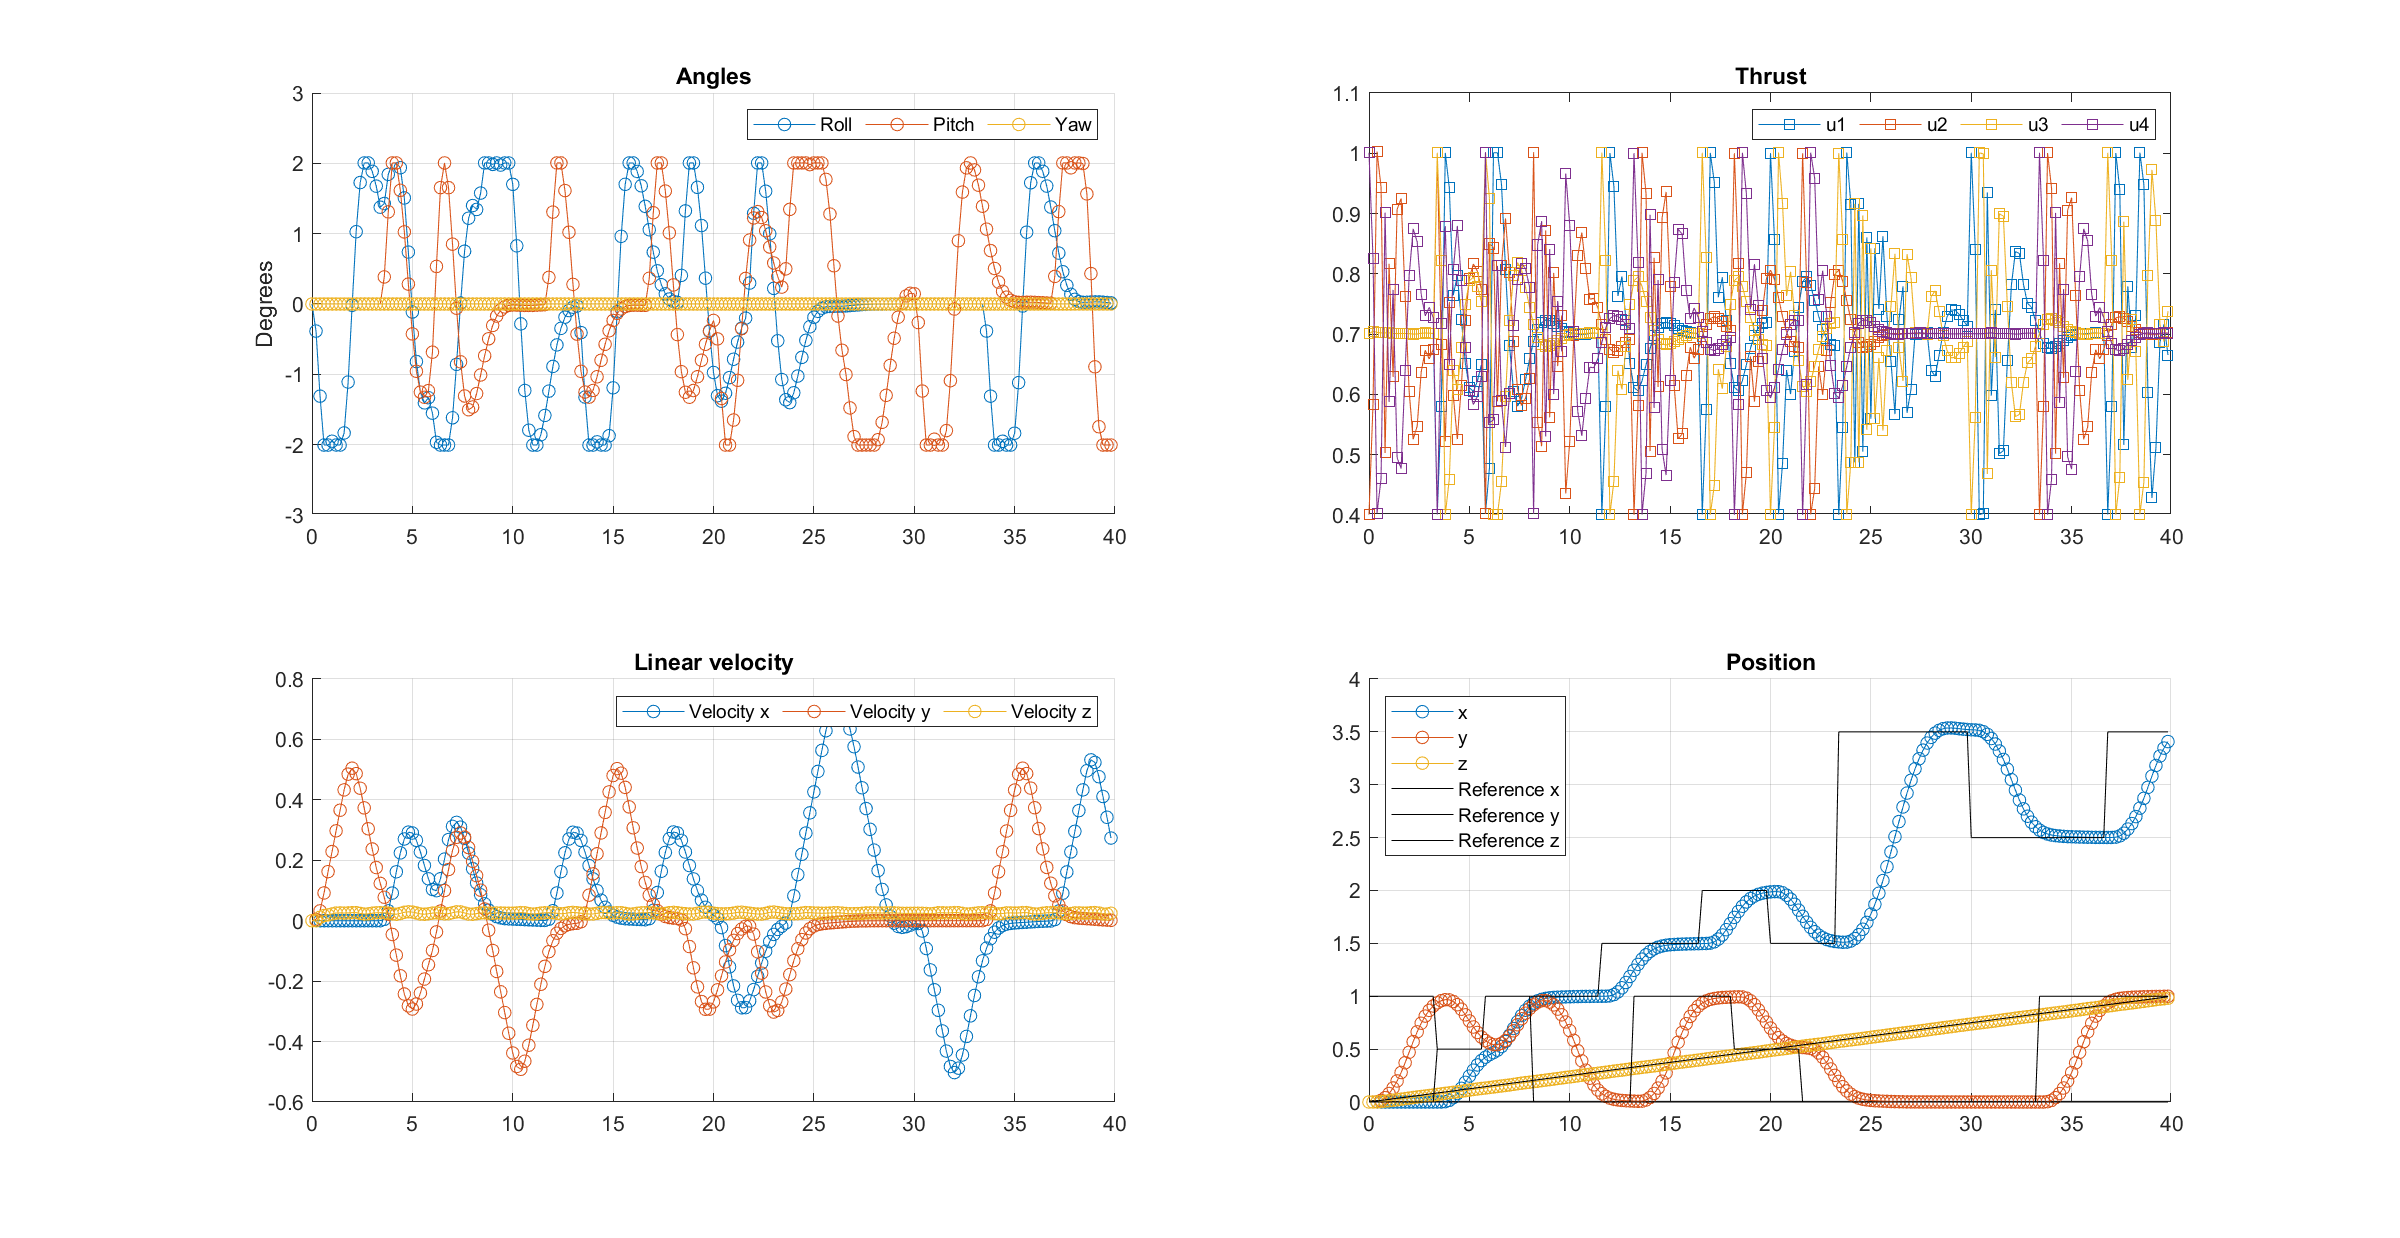 Angles
3
2
1
0
-1
-2
-3
Degrees
Roll Pitch Yaw
0 5 10 15 20 25 30 35 40
Thrust
1.1
1
0.9
0.8
0.7
0.6
0.5
0.4
u1 u2 u3 u4
0 5 10 15 20 25 30 35 40
Linear velocity
0.8
0.6
0.4
0.2
0
-0.2
-0.4
-0.6
Velocity x Velocity y Velocity z
0 5 10 15 20 25 30 35 40
Position
4
3.5
3
2.5
2
1.5
1
0.5
0
x
y
z
Reference x
Reference y
Reference z
0 5 10 15 20 25 30 35 40